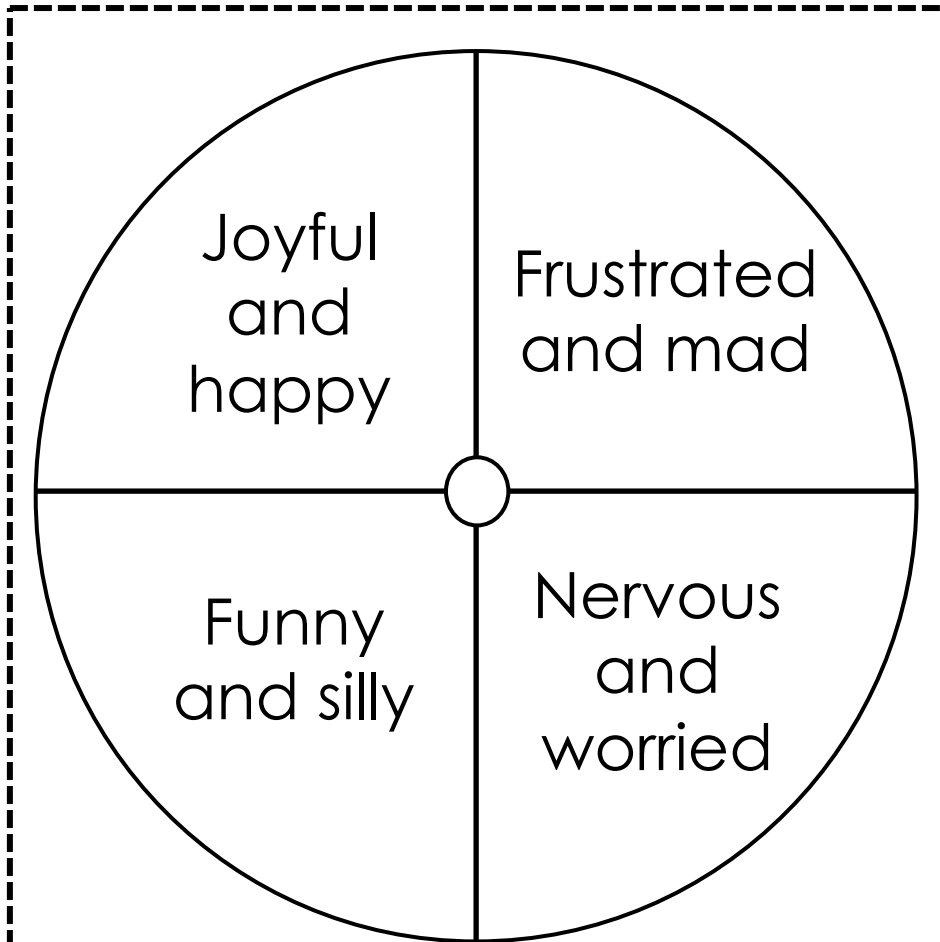 Joyful
and
happy
Frustrated
and mad
Funny
and silly
Nervous
and
worried